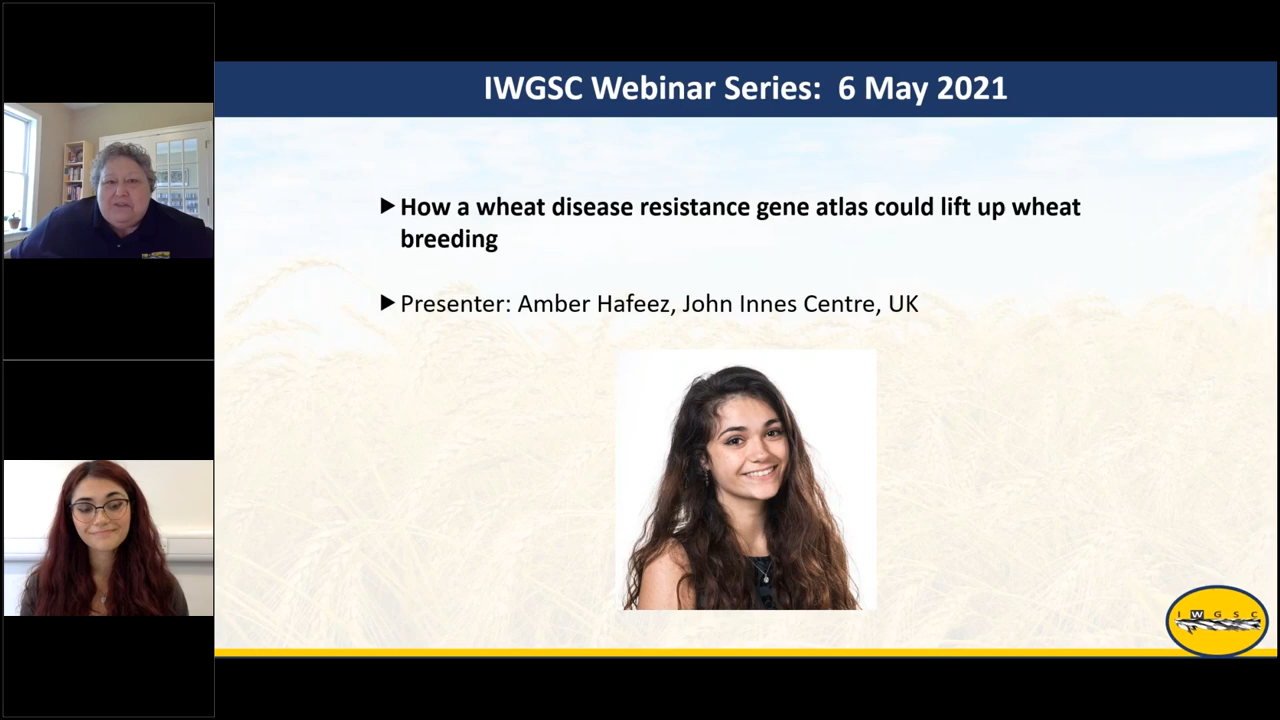 IWGSC Webinar Series: 6 May 2021
How a wheat disease resistance gene atlas could lift up wheat
breeding
Presenter: Amber Hafeez, John Innes Centre, UK
I W G S C